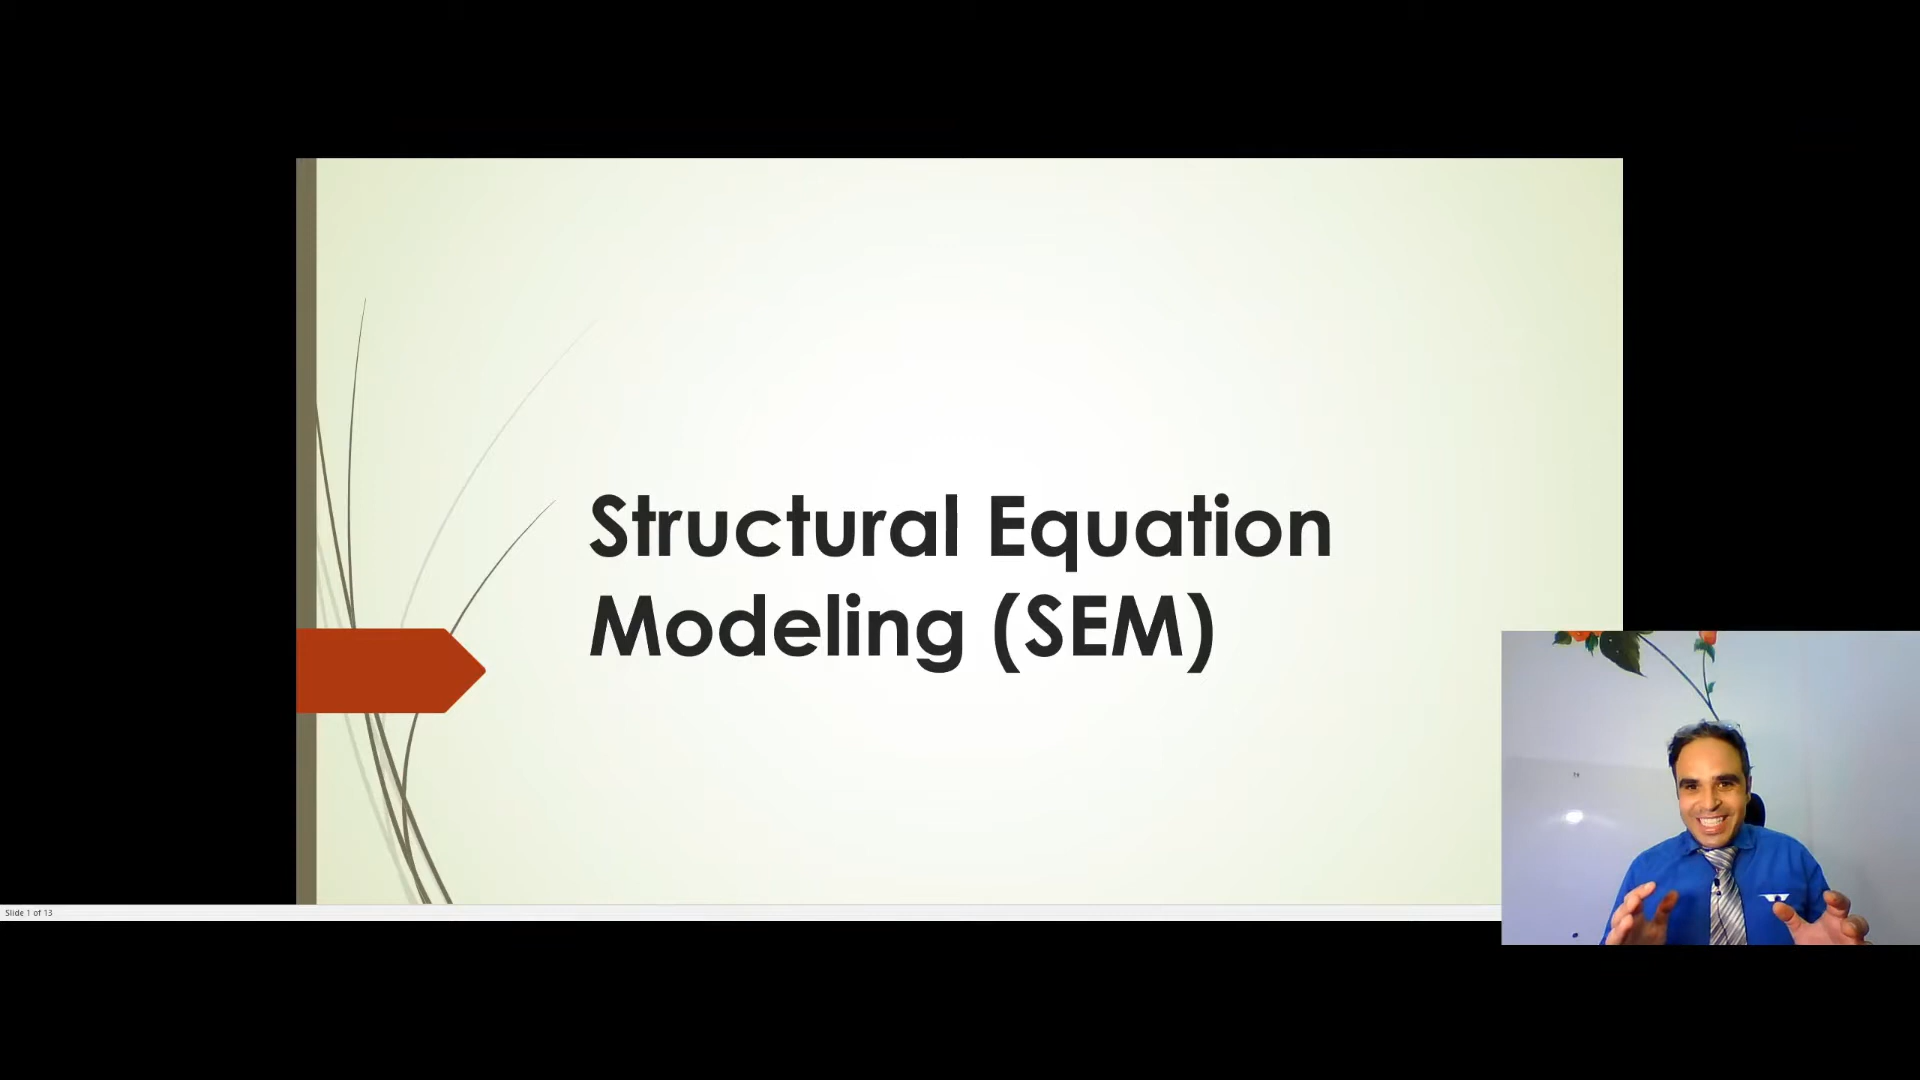 Structural Equation
Modeling (SEM)
Slide 1 of 13